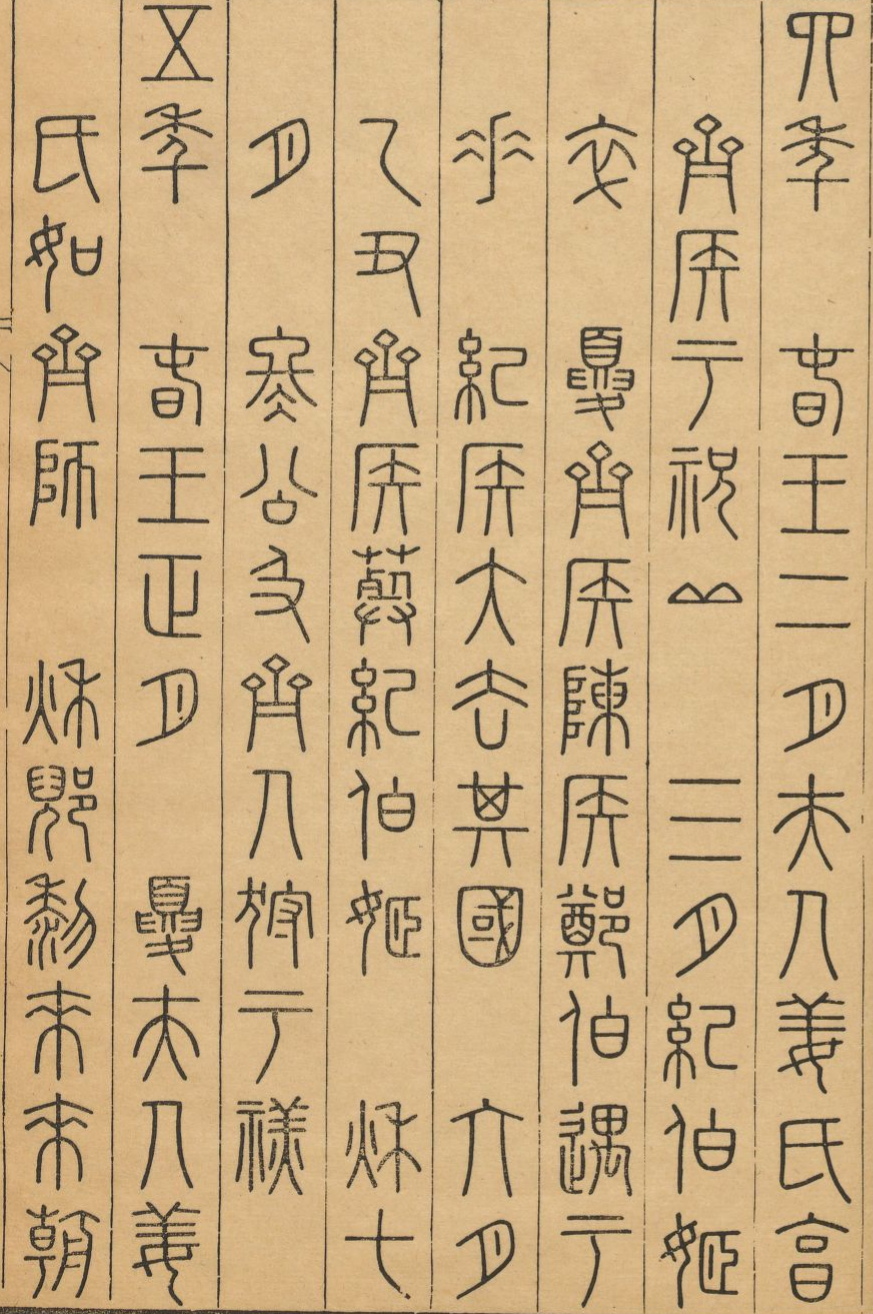 四年 春王二月夫人姜氏享
齊侯于祝丘 三月紀伯姬
卒 夏齊侯陳侯鄭伯遇于
垂 紀侯大去其國 六月
乙丑齊侯葬紀伯姬 秋七
月 冬公及齊人狩于禚
五年 春王正月 夏夫人姜
氏如齊師 秋郳黎來來朝